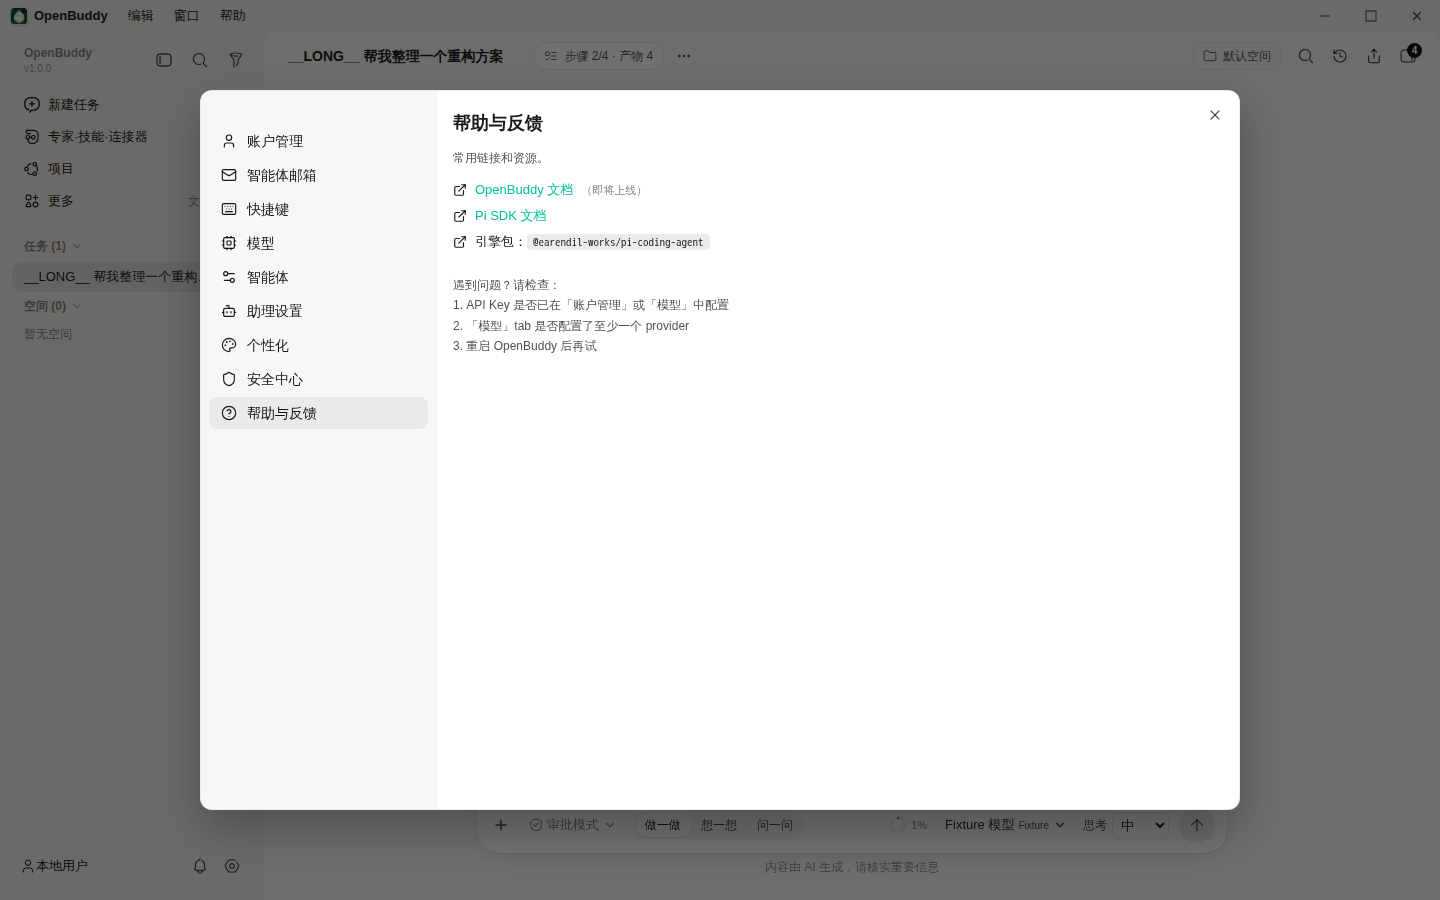 OpenBuddy 编辑 窗口 帮助
OpenBuddy
v1.0.0
__LONG__ 帮我整理一个重构方案
步骤 2/4 · 产物 4
默认空间
4
新建任务
专家·技能·连接器
项目
更多
文
任务 (1)
__LONG__ 帮我整理一个重构
空间 (0)
暂无空间
账户管理
智能体邮箱
快捷键
模型
智能体
助理设置
个性化
安全中心
帮助与反馈
帮助与反馈
常用链接和资源。
OpenBuddy 文档 （即将上线）
Pi SDK 文档
引擎包：@earendil-works/pi-coding-agent
遇到问题？请检查：
1. API Key 是否已在「账户管理」或「模型」中配置
2. 「模型」tab 是否配置了至少一个 provider
3. 重启 OpenBuddy 后再试
审批模式 做一做 想一想 问一问 1% Fixture 模型 Fixture 思考 中
内容由 AI 生成，请核实重要信息
本地用户